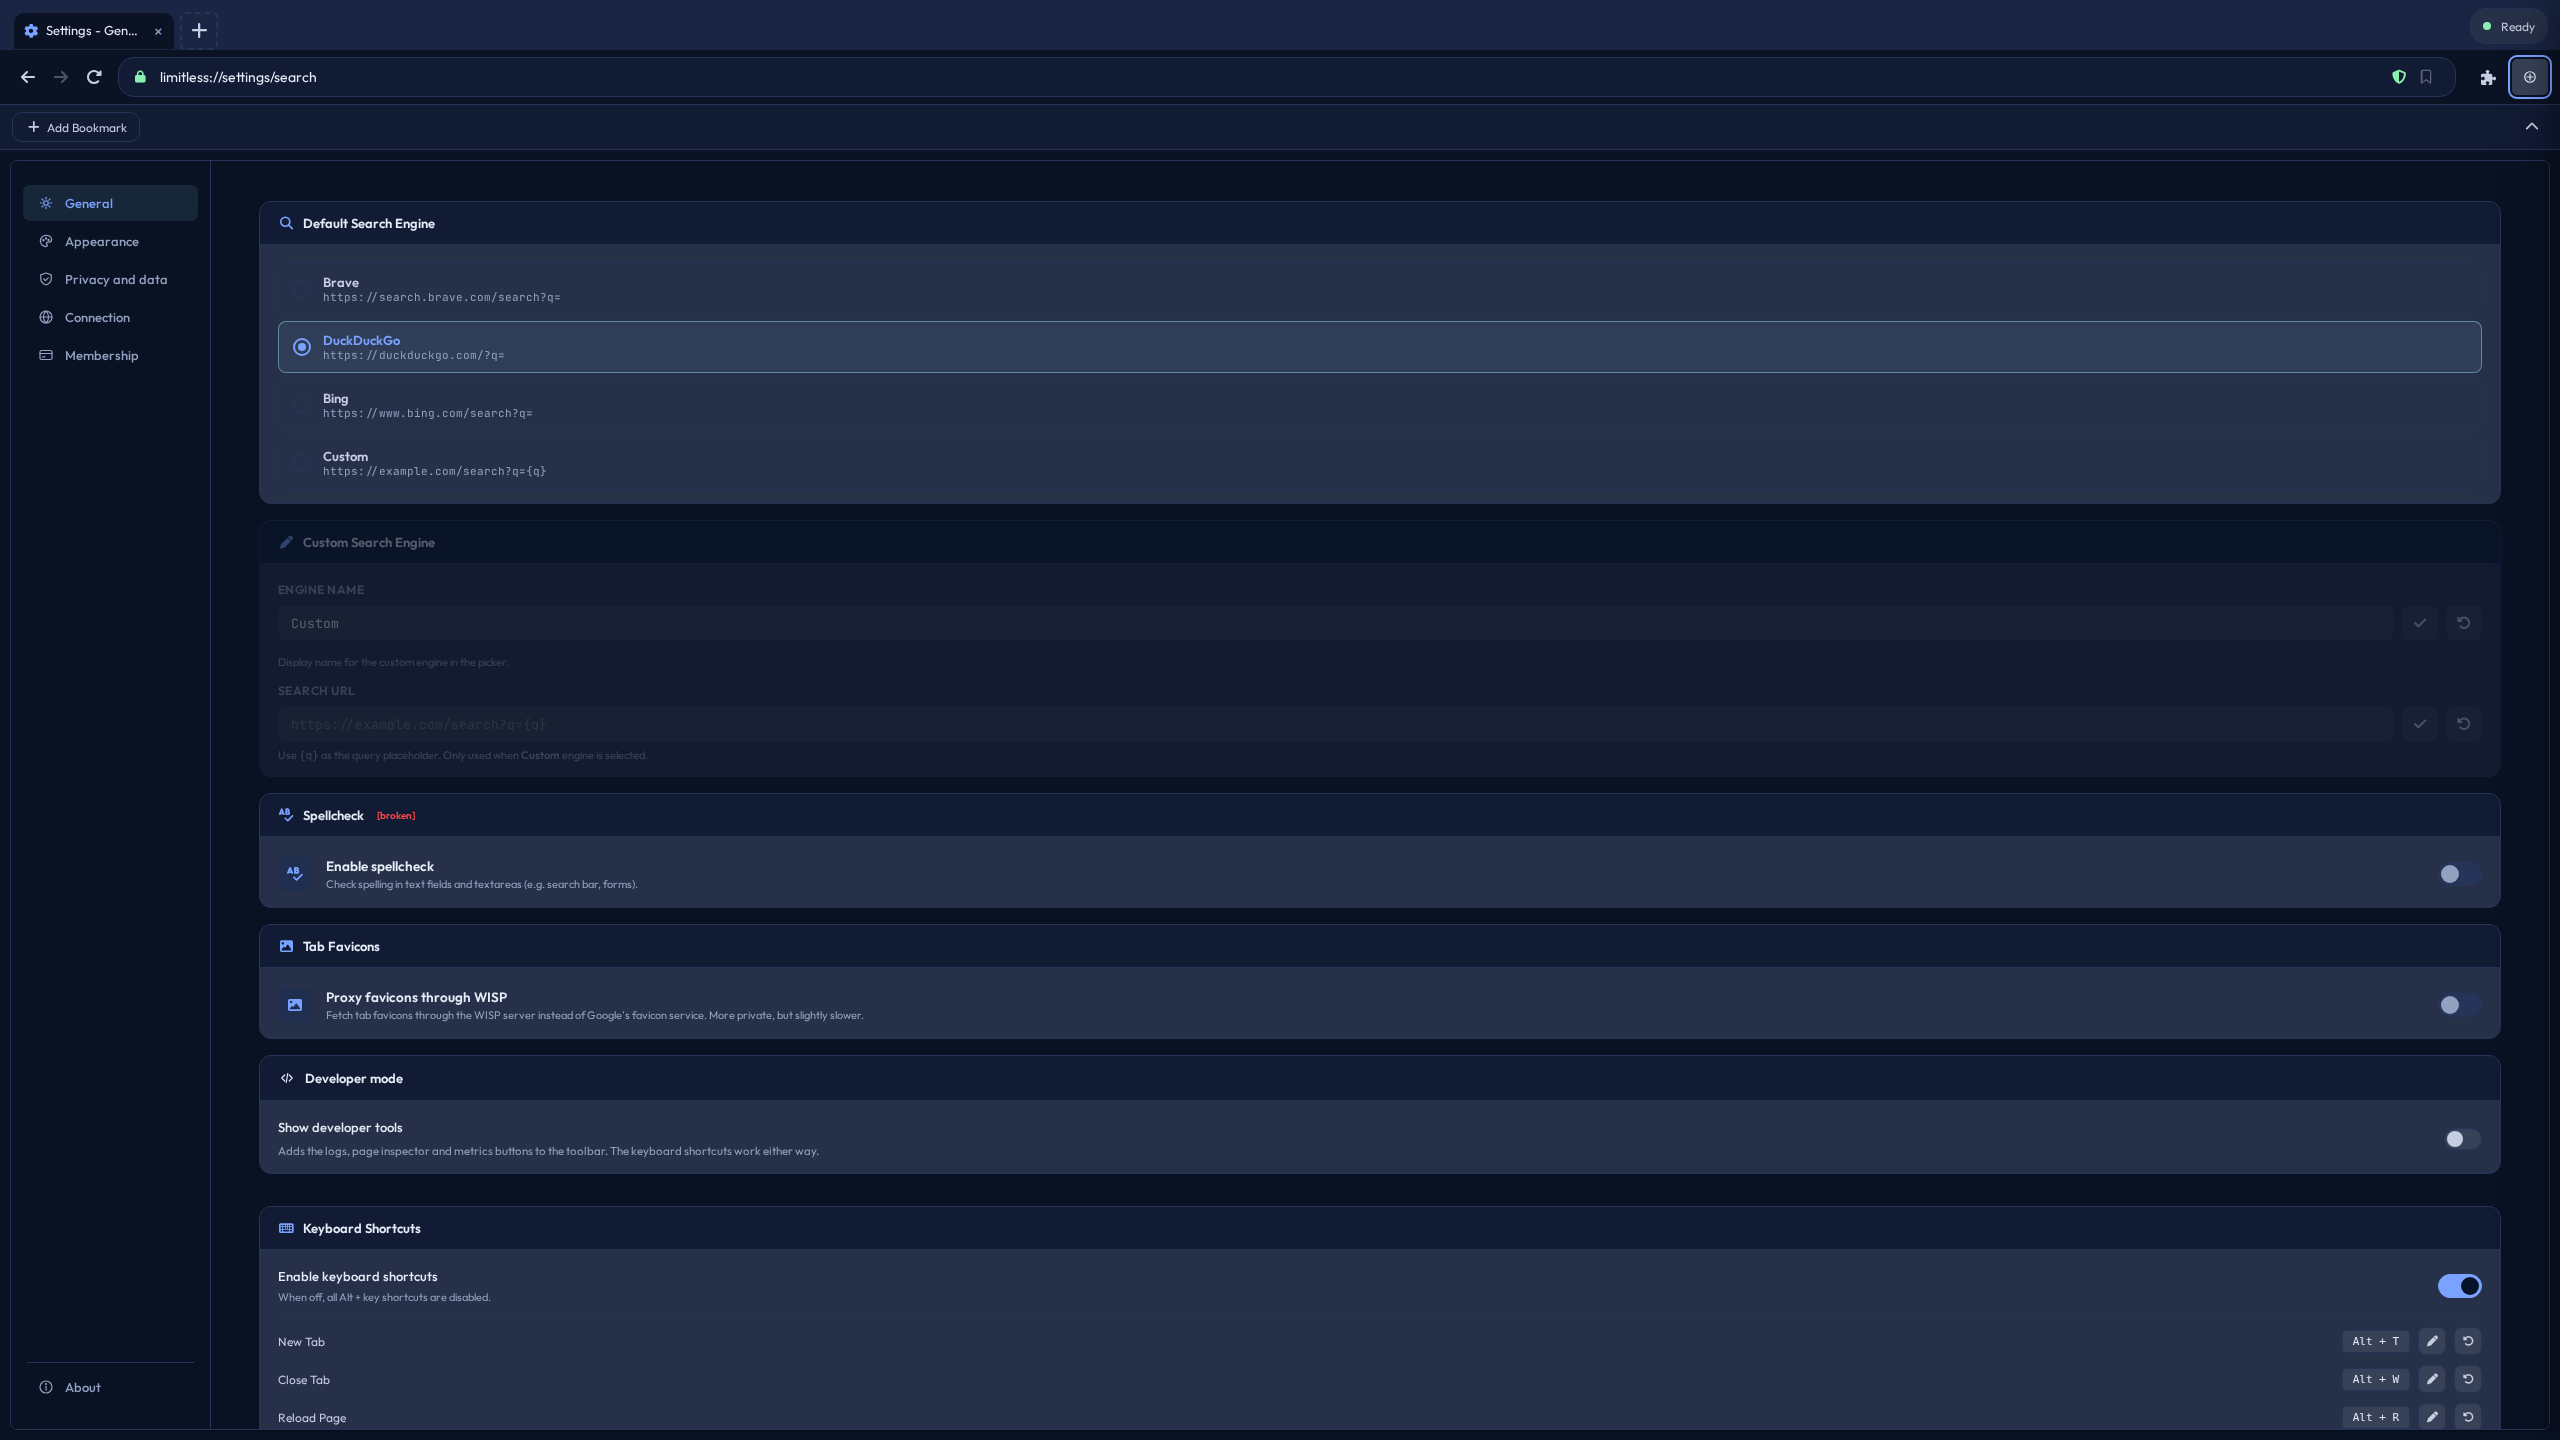 Settings - Gen...
Ready
limitless://settings/search
Add Bookmark
General
Appearance
Privacy and data
Connection
Membership
About
Default Search Engine
Brave
https://search.brave.com/search?q=
DuckDuckGo
https://duckduckgo.com/?q=
Bing
https://www.bing.com/search?q=
Custom
https://example.com/search?q={q}
Custom Search Engine
ENGINE NAME
Custom
Display name for the custom engine in the picker.
SEARCH URL
https://example.com/search?q={q}
Use {q} as the query placeholder. Only used when Custom engine is selected.
Spellcheck [broken]
Enable spellcheck
Check spelling in text fields and textareas (e.g. search bar, forms).
Tab Favicons
Proxy favicons through WISP
Fetch tab favicons through the WISP server instead of Google's favicon service. More private, but slightly slower.
Developer mode
Show developer tools
Adds the logs, page inspector and metrics buttons to the toolbar. The keyboard shortcuts work either way.
Keyboard Shortcuts
Enable keyboard shortcuts
When off, all Alt + key shortcuts are disabled.
New Tab Alt + T
Close Tab Alt + W
Reload Page Alt + R